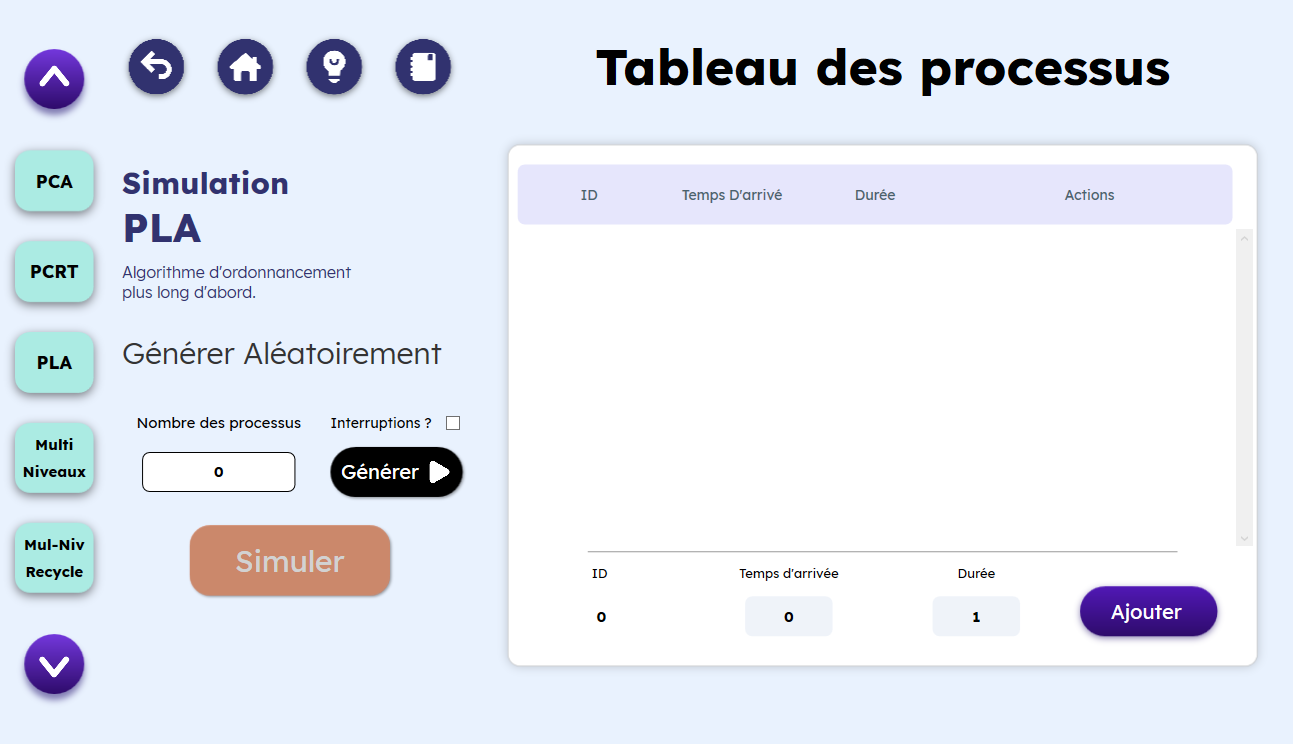 Tableau des processus
PCA
PCRT
PLA
Multi
Niveaux
Mul-Niv
Recycle
Simulation
PLA
Algorithme d'ordonnancement
plus long d'abord.
Générer Aléatoirement
Nombre des processus
Interruptions ?
0
Générer
Simuler
ID Temps D'arrivé Durée Actions
ID Temps d'arrivée Durée
0 0 1 Ajouter